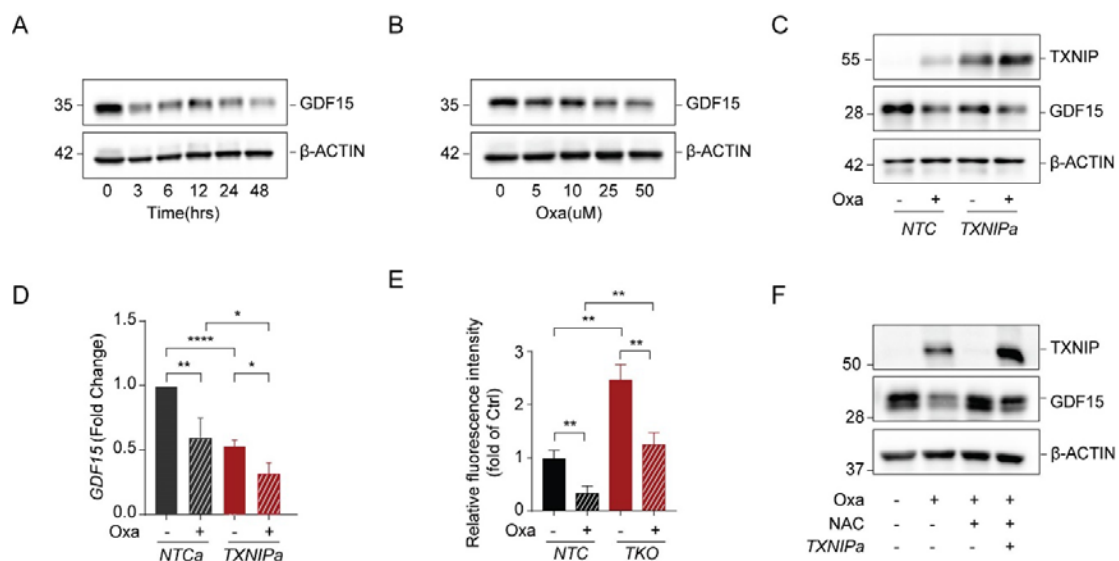 A
35
GDF15
42
β-ACTIN
0 3 6 12 24 48
Time(hrs)
B
35
GDF15
42
β-ACTIN
0 5 10 25 50
Oxa(uM)
C
55
TXNIP
28
GDF15
42
β-ACTIN
Oxa - + - +
NTC TXNIPa
D
GDF15 (Fold Change)
1.5
1.0
0.5
0
*
****
** *
Oxa - + - +
NTCa TXNIPa
E
Relative fluorescence intensity
(fold of Ctrl)
3
2
1
0
**
**
**
**
Oxa - + - +
NTC TKO
F
50
TXNIP
GDF15
28
β-ACTIN
37
Oxa - + + +
NAC - - + +
TXNIPa - - - +